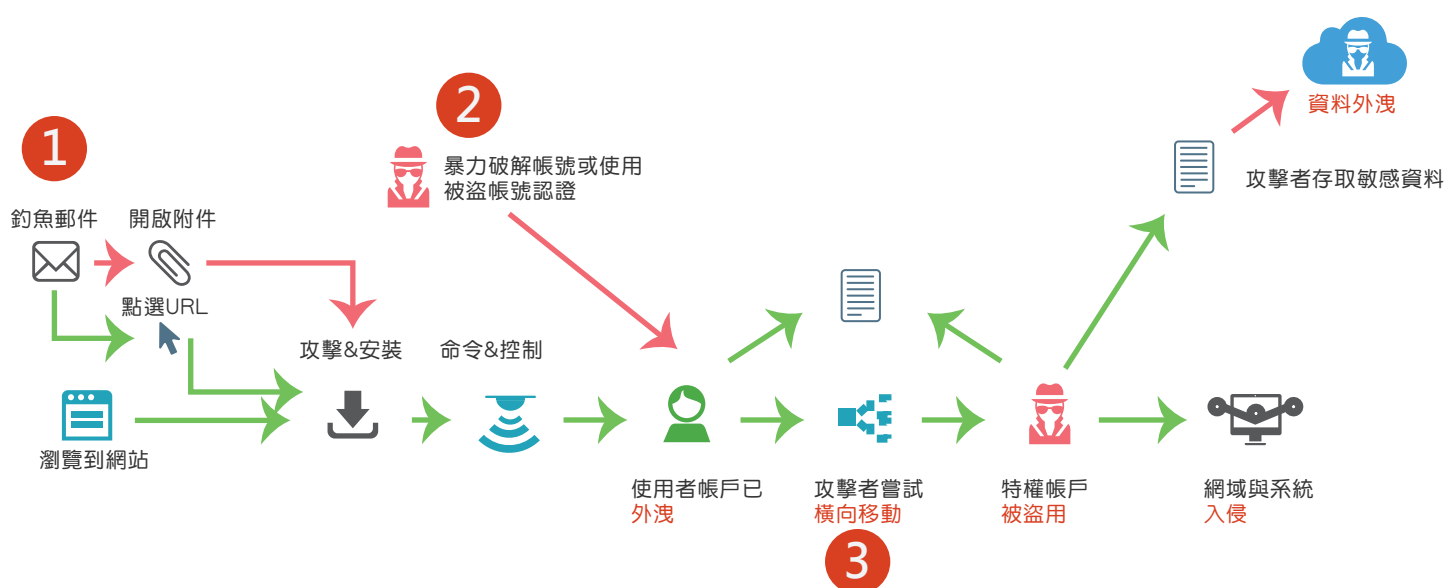 1
釣魚郵件
開啟附件
點選URL
瀏覽到網站
攻擊&安裝
命令&控制
2
暴力破解帳號或使用
被盜帳號認證
使用者帳戶已
外洩
攻擊者嘗試
橫向移動
3
特權帳戶
被盜用
網域與系統
入侵
攻擊者存取敏感資料
資料外洩